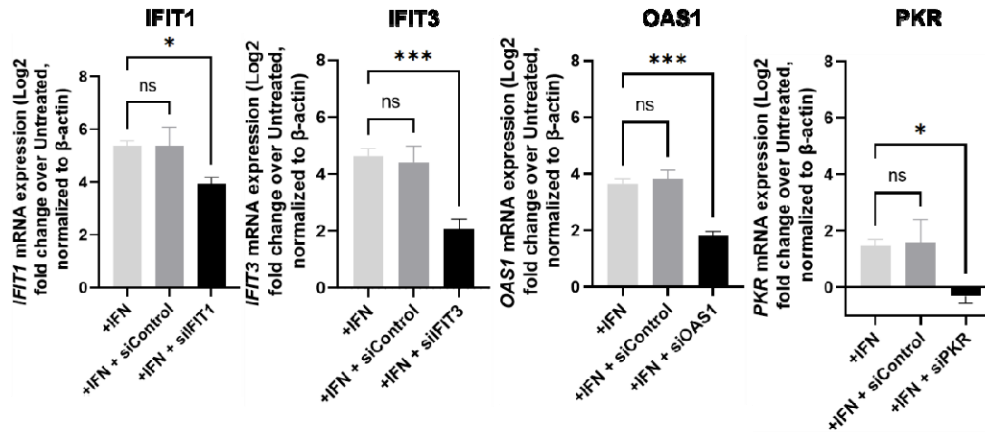 IFIT1
IFIT1 mRNA expression (Log2
fold change over Untreated,
normalized to β-actin)
8
6
4
2
0
*
ns
+IFN
+IFN + siControl
+IFN + siIFIT1
IFIT3
IFIT3 mRNA expression (Log2
fold change over Untreated,
normalized to β-actin)
8
6
4
2
0
***
ns
+IFN
+IFN + siControl
+IFN + siIFIT3
OAS1
OAS1 mRNA expression (Log2
fold change over Untreated,
normalized to β-actin)
8
6
4
2
0
***
ns
+IFN
+IFN + siControl
+IFN + siOAS1
PKR
PKR mRNA expression (Log2
fold change over Untreated,
normalized to β-actin)
8
6
4
2
0
*
ns
+IFN
+IFN + siControl
+IFN + siPKR